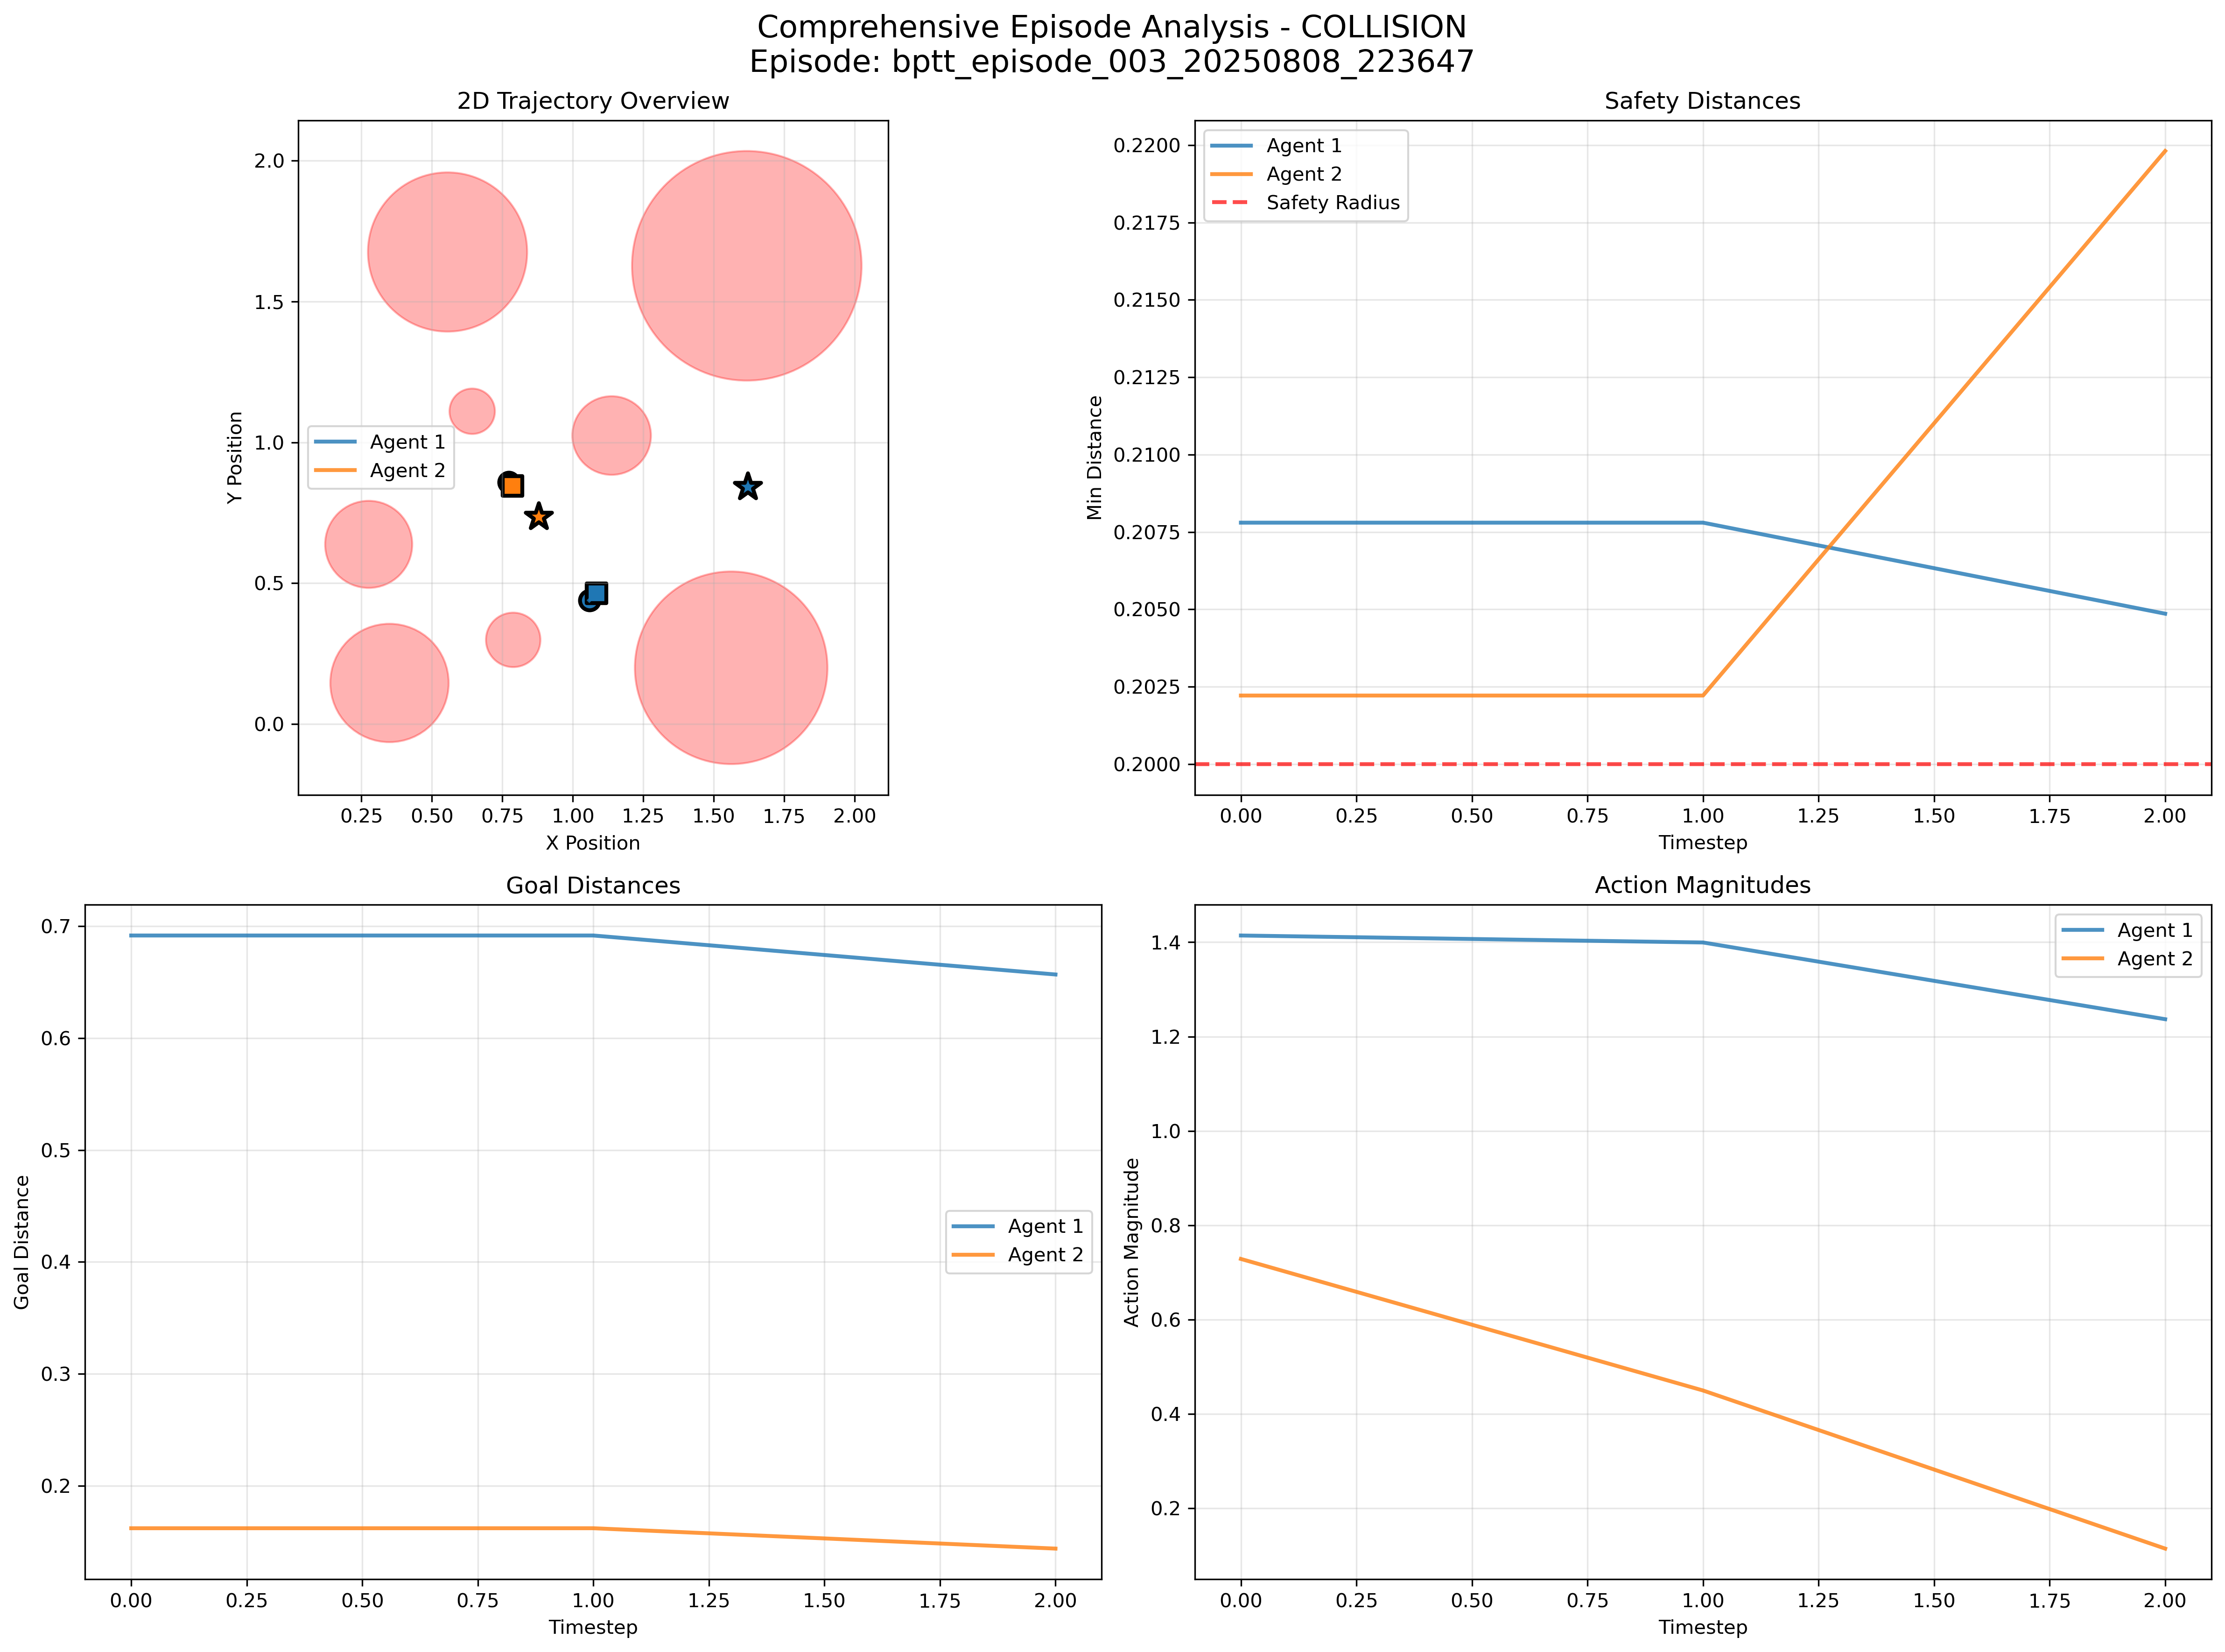 Comprehensive Episode Analysis - COLLISION
Episode: bptt_episode_003_20250808_223647
2D Trajectory Overview
Y Position
2.0
1.5
1.0
0.5
0.0
Agent 1
Agent 2
0.25 0.50 0.75 1.00 1.25 1.50 1.75 2.00
X Position
Safety Distances
Min Distance
0.2200
0.2175
0.2150
0.2125
0.2100
0.2075
0.2050
0.2025
0.2000
Agent 1
Agent 2
Safety Radius
0.00 0.25 0.50 0.75 1.00 1.25 1.50 1.75 2.00
Timestep
Goal Distances
Goal Distance
0.7
0.6
0.5
0.4
0.3
0.2
Agent 1
Agent 2
0.00 0.25 0.50 0.75 1.00 1.25 1.50 1.75 2.00
Timestep
Action Magnitudes
Action Magnitude
1.4
1.2
1.0
0.8
0.6
0.4
0.2
Agent 1
Agent 2
0.00 0.25 0.50 0.75 1.00 1.25 1.50 1.75 2.00
Timestep